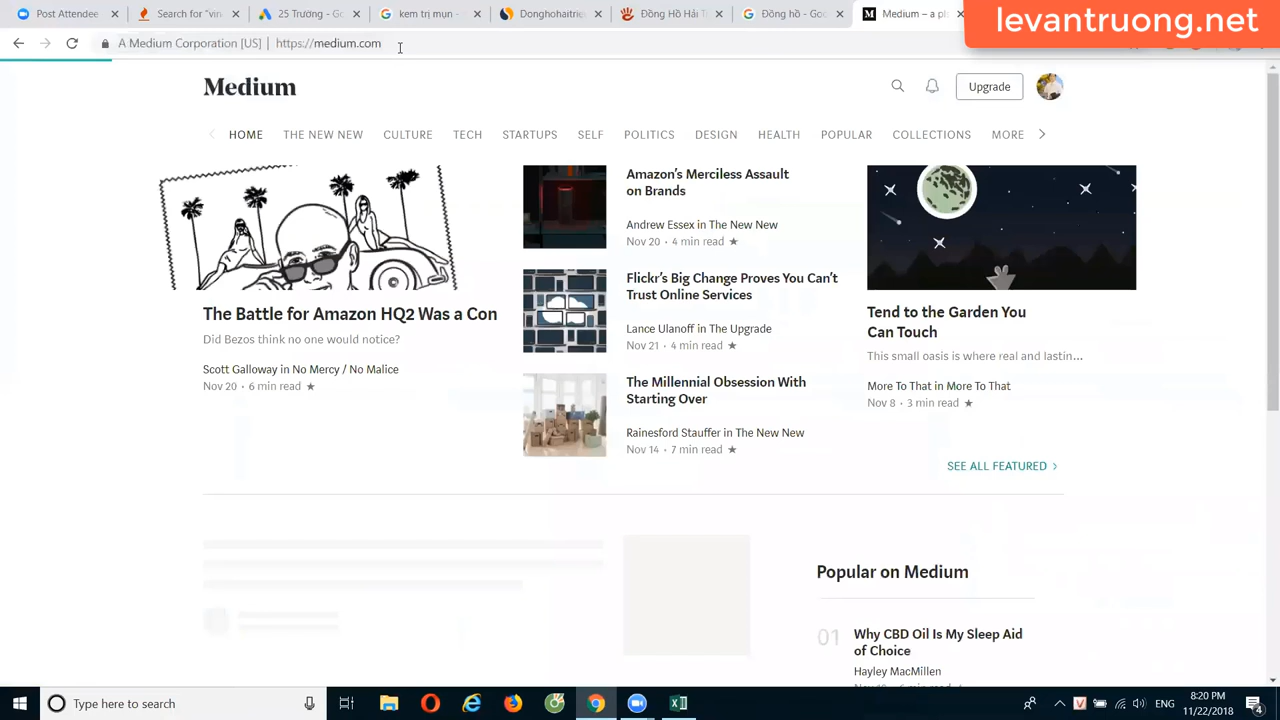 Post Attendee
Search for "vin
25 Trường - Go
kem trị mụn -
Donghohaitrie
Đồng Hồ Hải T
Đồng hồ - Goo
Medium – a pl
levantruong.net
A Medium Corporation [US] | https://medium.com
Medium
Upgrade
HOME THE NEW NEW CULTURE TECH STARTUPS SELF POLITICS DESIGN HEALTH POPULAR COLLECTIONS MORE
The Battle for Amazon HQ2 Was a Con
Did Bezos think no one would notice?
Scott Galloway in No Mercy / No Malice
Nov 20 · 6 min read ★
Amazon's Merciless Assault
on Brands
Andrew Essex in The New New
Nov 20 · 4 min read ★
Flickr's Big Change Proves You Can't
Trust Online Services
Lance Ulanoff in The Upgrade
Nov 21 · 4 min read ★
The Millennial Obsession With
Starting Over
Rainesford Stauffer in The New New
Nov 14 · 7 min read ★
Tend to the Garden You
Can Touch
This small oasis is where real and lastin...
More To That in More To That
Nov 8 · 3 min read ★
SEE ALL FEATURED
Popular on Medium
01
Why CBD Oil Is My Sleep Aid
of Choice
Hayley MacMillen
Type here to search
ENG
8:20 PM
11/22/2018
4